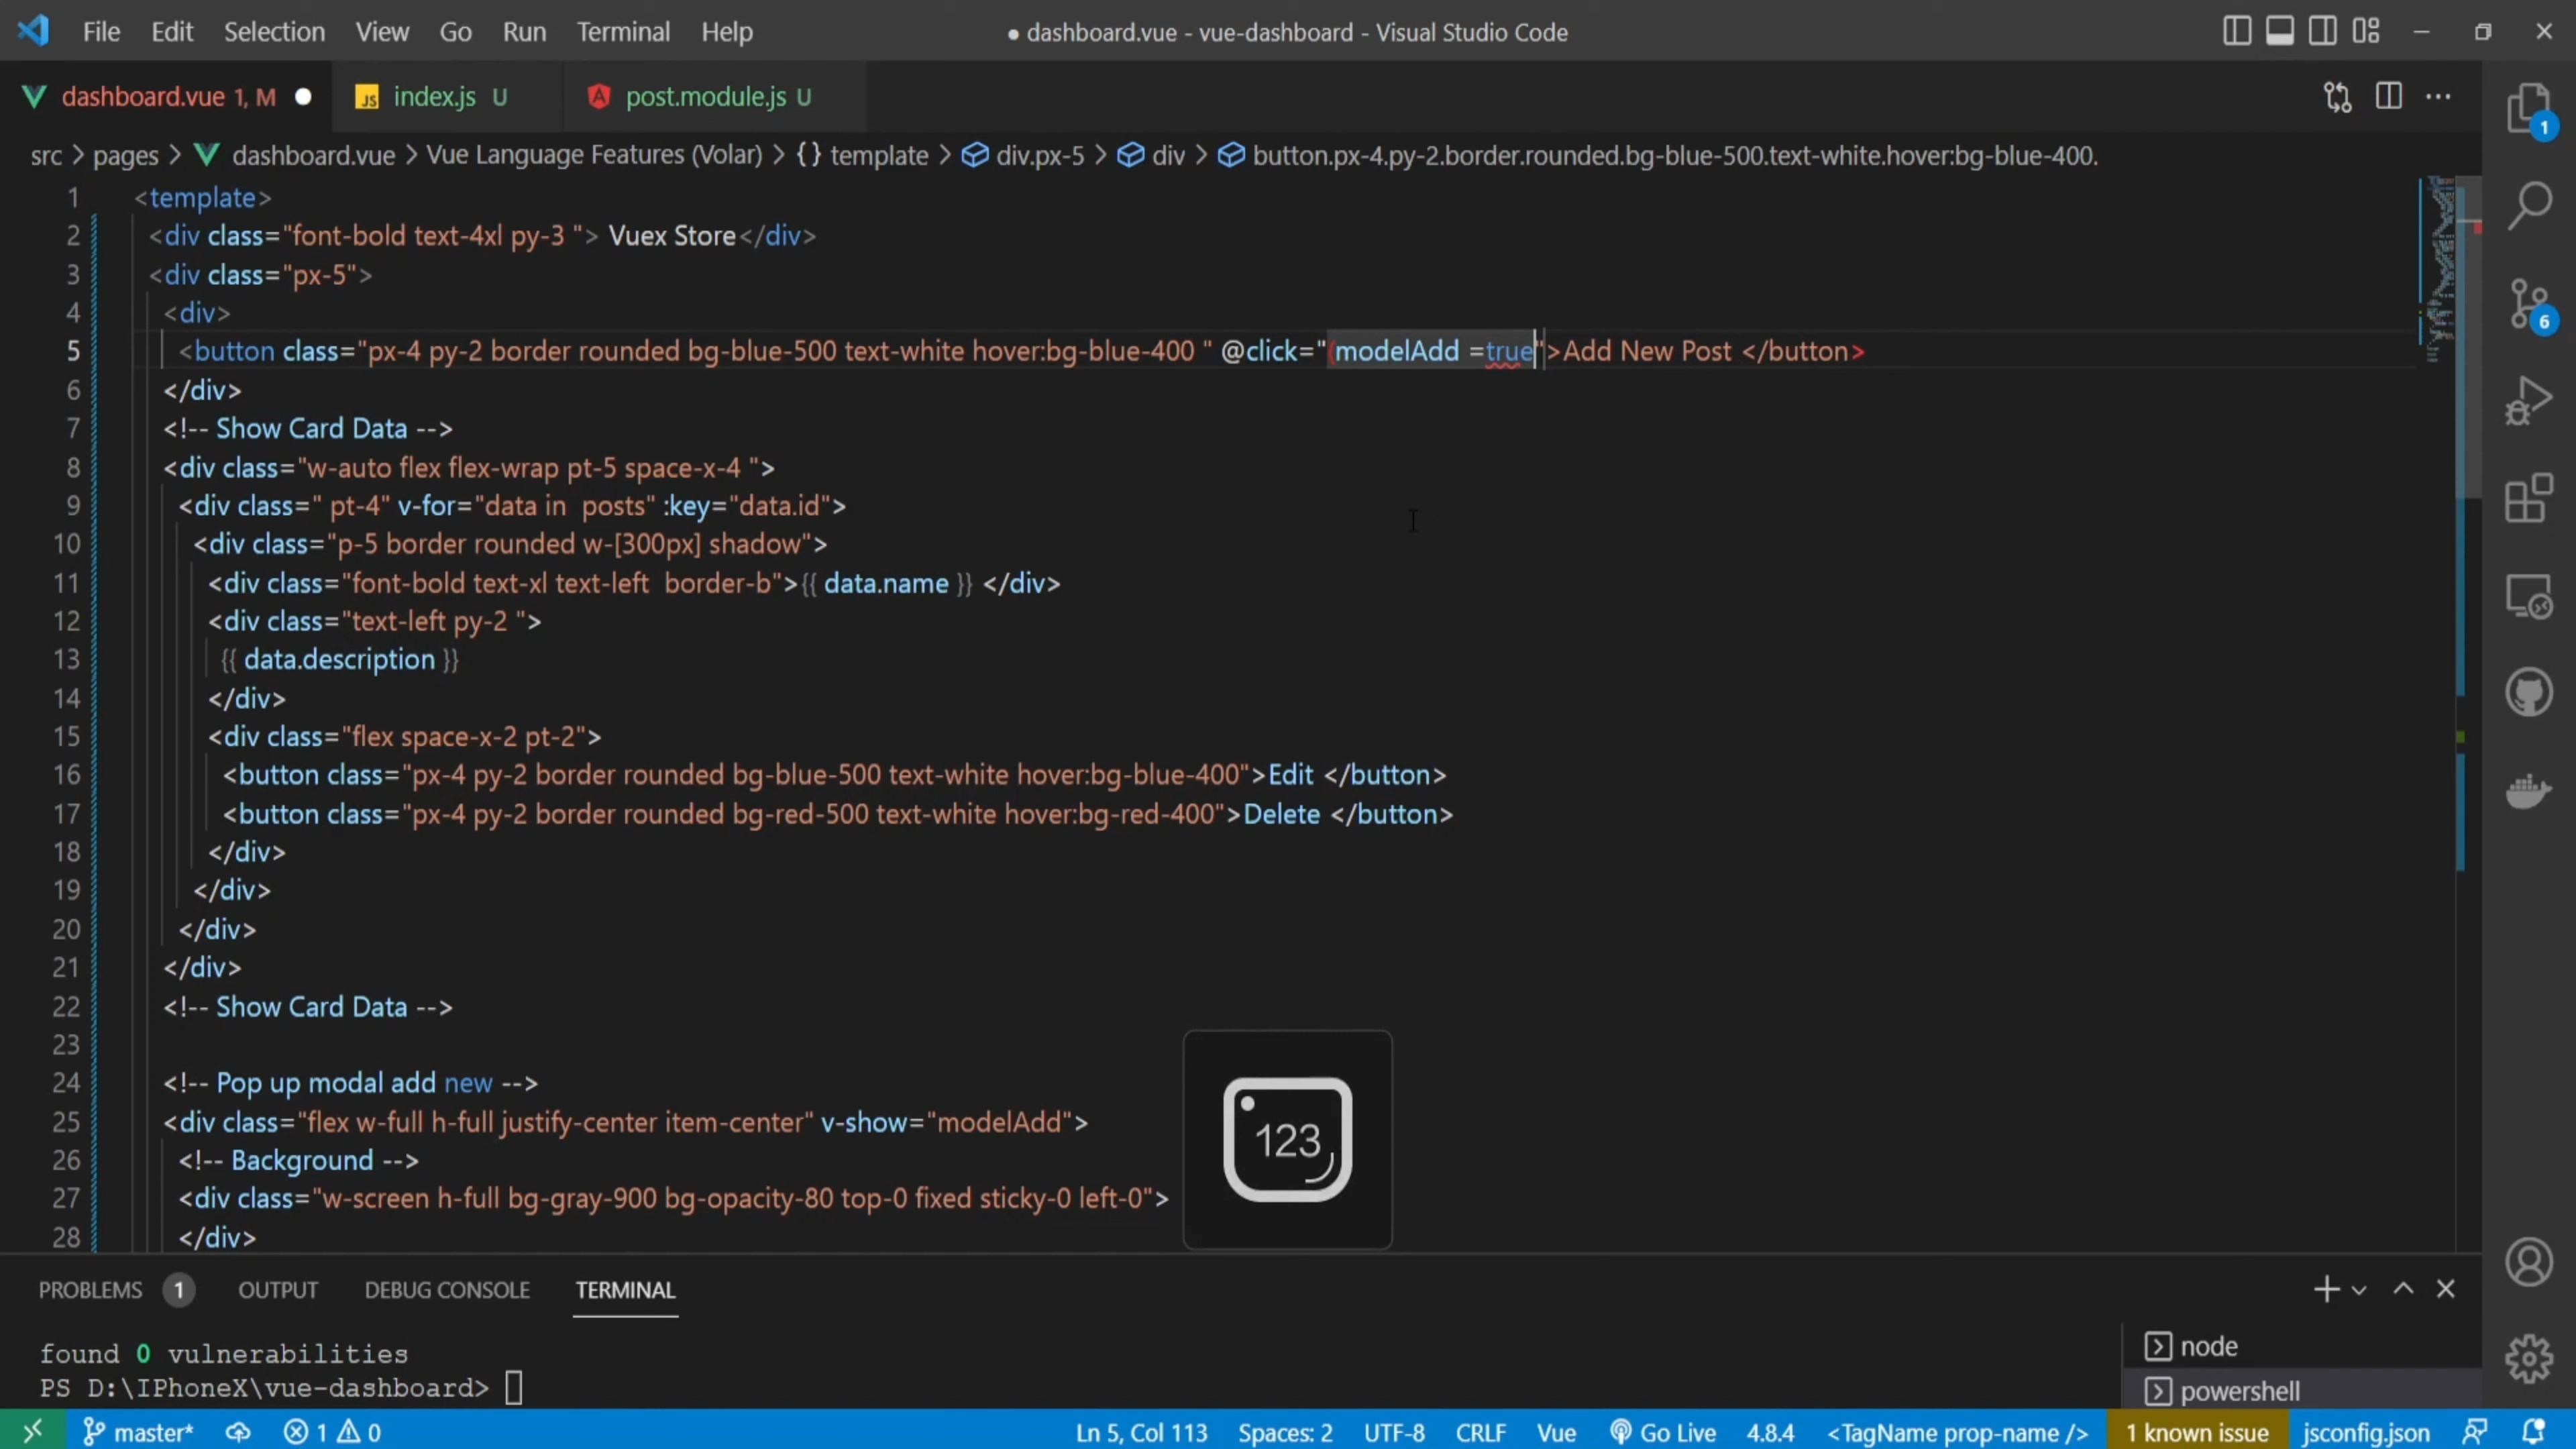 File Edit Selection View Go Run Terminal Help
● dashboard.vue - vue-dashboard - Visual Studio Code
dashboard.vue 1, M
JS index.js U
post.module.js U
src > pages > dashboard.vue > Vue Language Features (Volar) > {} template > div.px-5 > div > button.px-4.py-2.border.rounded.bg-blue-500.text-white.hover:bg-blue-400.
1 <template>
2 <div class="font-bold text-4xl py-3 "> Vuex Store</div>
3 <div class="px-5">
4 <div>
5 <button class="px-4 py-2 border rounded bg-blue-500 text-white hover:bg-blue-400 " @click="(modelAdd =true">Add New Post </button>
6 </div>
7 <!-- Show Card Data -->
8 <div class="w-auto flex flex-wrap pt-5 space-x-4 ">
9 <div class=" pt-4" v-for="data in  posts" :key="data.id">
10 <div class="p-5 border rounded w-[300px] shadow">
11 <div class="font-bold text-xl text-left  border-b">{{ data.name }} </div>
12 <div class="text-left py-2 ">
13 {{ data.description }}
14 </div>
15 <div class="flex space-x-2 pt-2">
16 <button class="px-4 py-2 border rounded bg-blue-500 text-white hover:bg-blue-400">Edit </button>
17 <button class="px-4 py-2 border rounded bg-red-500 text-white hover:bg-red-400">Delete </button>
18 </div>
19 </div>
20 </div>
21 </div>
22 <!-- Show Card Data -->
23
24 <!-- Pop up modal add new -->
25 <div class="flex w-full h-full justify-center item-center" v-show="modelAdd">
26 <!-- Background -->
27 <div class="w-screen h-full bg-gray-900 bg-opacity-80 top-0 fixed sticky-0 left-0">
28 </div>
123
1
6
PROBLEMS 1 OUTPUT DEBUG CONSOLE TERMINAL
found 0 vulnerabilities
PS D:\IPhoneX\vue-dashboard>
node
powershell
master* 1 0
Ln 5, Col 113 Spaces: 2 UTF-8 CRLF Vue Go Live 4.8.4 <TagName prop-name /> 1 known issue jsconfig.json